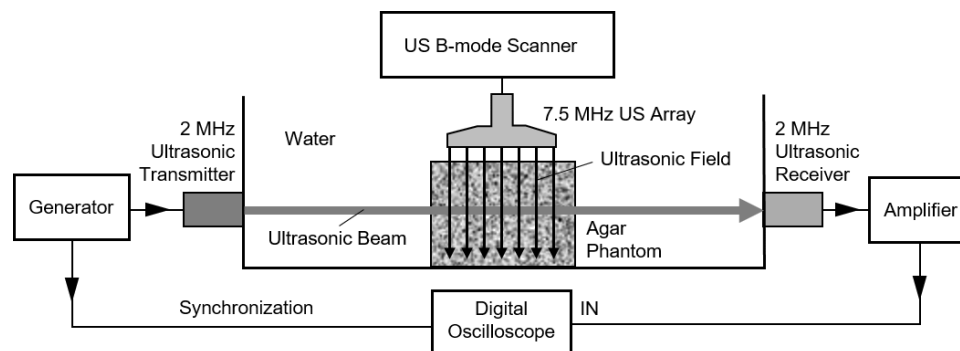 US B-mode Scanner
7.5 MHz US Array
2 MHz
Ultrasonic
Transmitter
Water
2 MHz
Ultrasonic
Receiver
Ultrasonic Field
Generator
Amplifier
Ultrasonic Beam
Agar
Phantom
Synchronization
Digital
Oscilloscope
IN